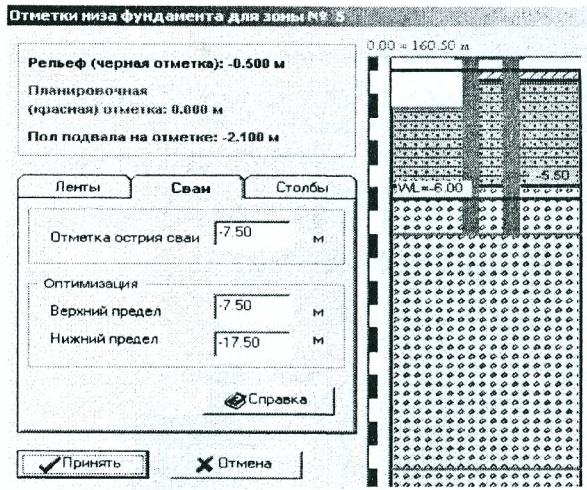 Отметки низа фундамента для зоны № 5
Рельеф (черная отметка): -0.500 м
Планировочная
(красная) отметка: 0.000 м
Пол подвала на отметке: -2.100 м
Ленты Сваи Столбы
Отметка острия сваи -7.50 м
Оптимизация
Верхний предел -7.50 м
Нижний предел -17.50 м
Справка
Принять Отмена
0.00 = 160.50 м
-5.50
WL=-6.00